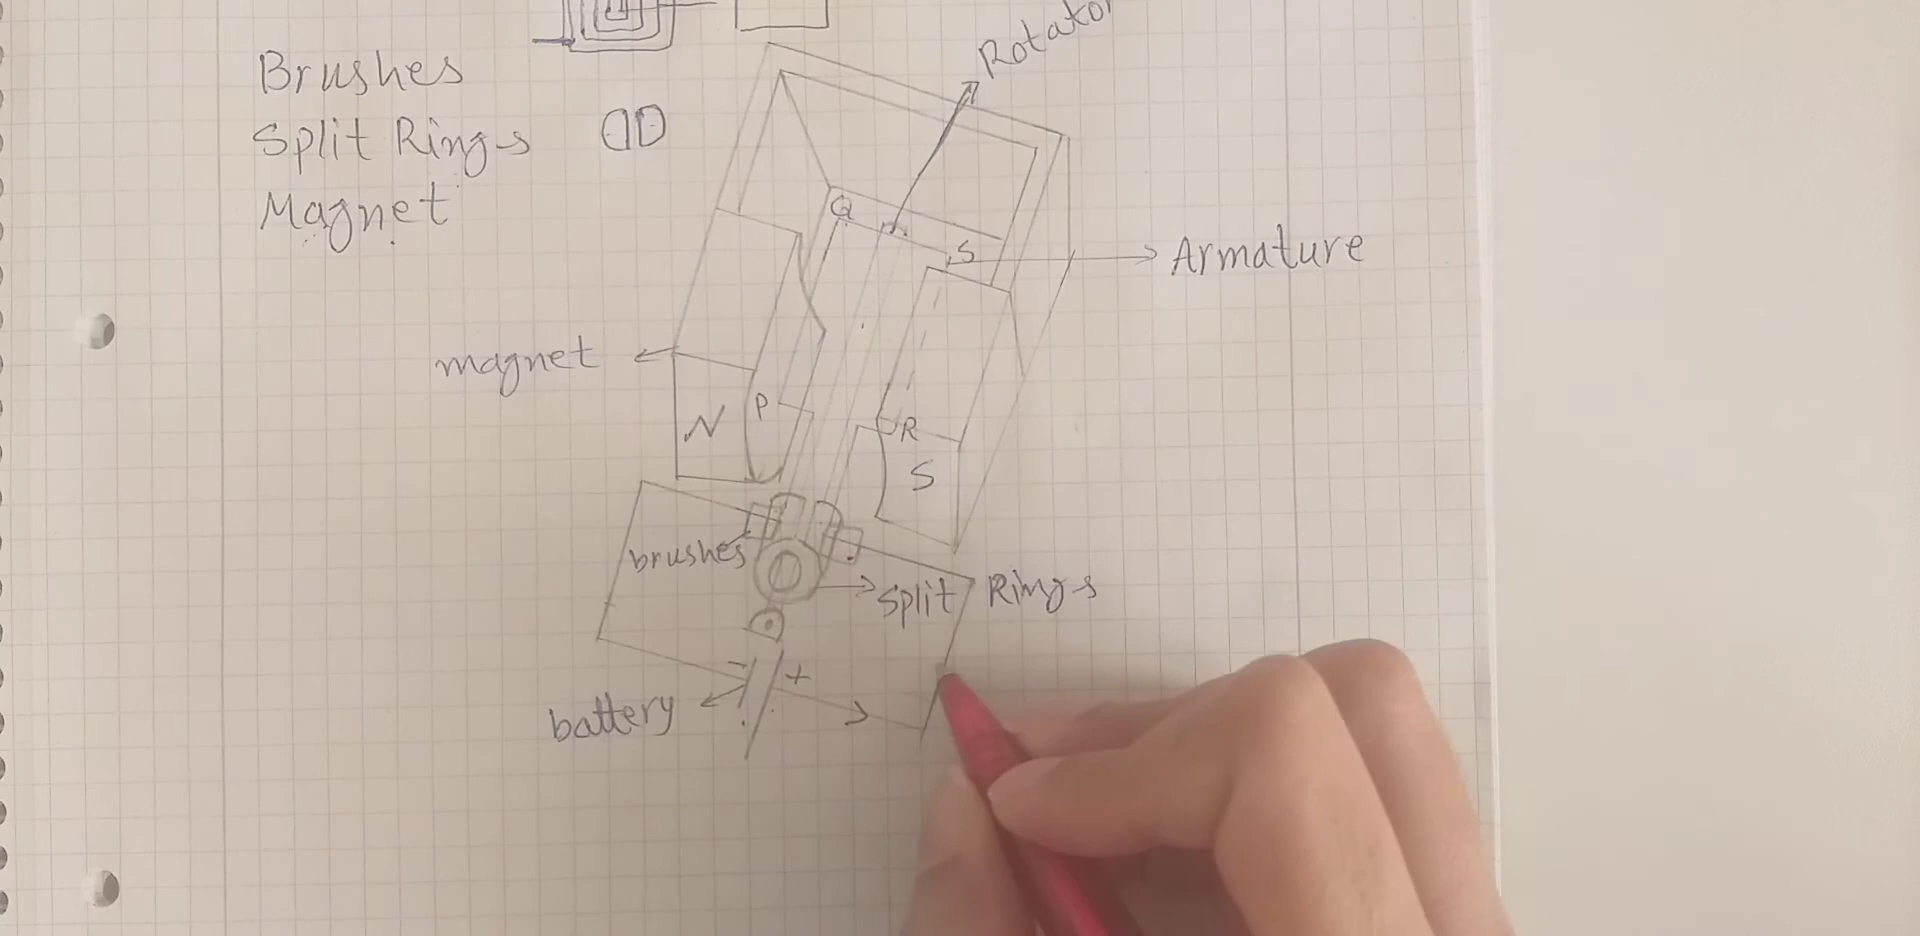 Rotator
Brushes
Split Rings
Magnet
Q
S
Armature
magnet
P
N
R
S
brushes
Split Rings
- +
battery